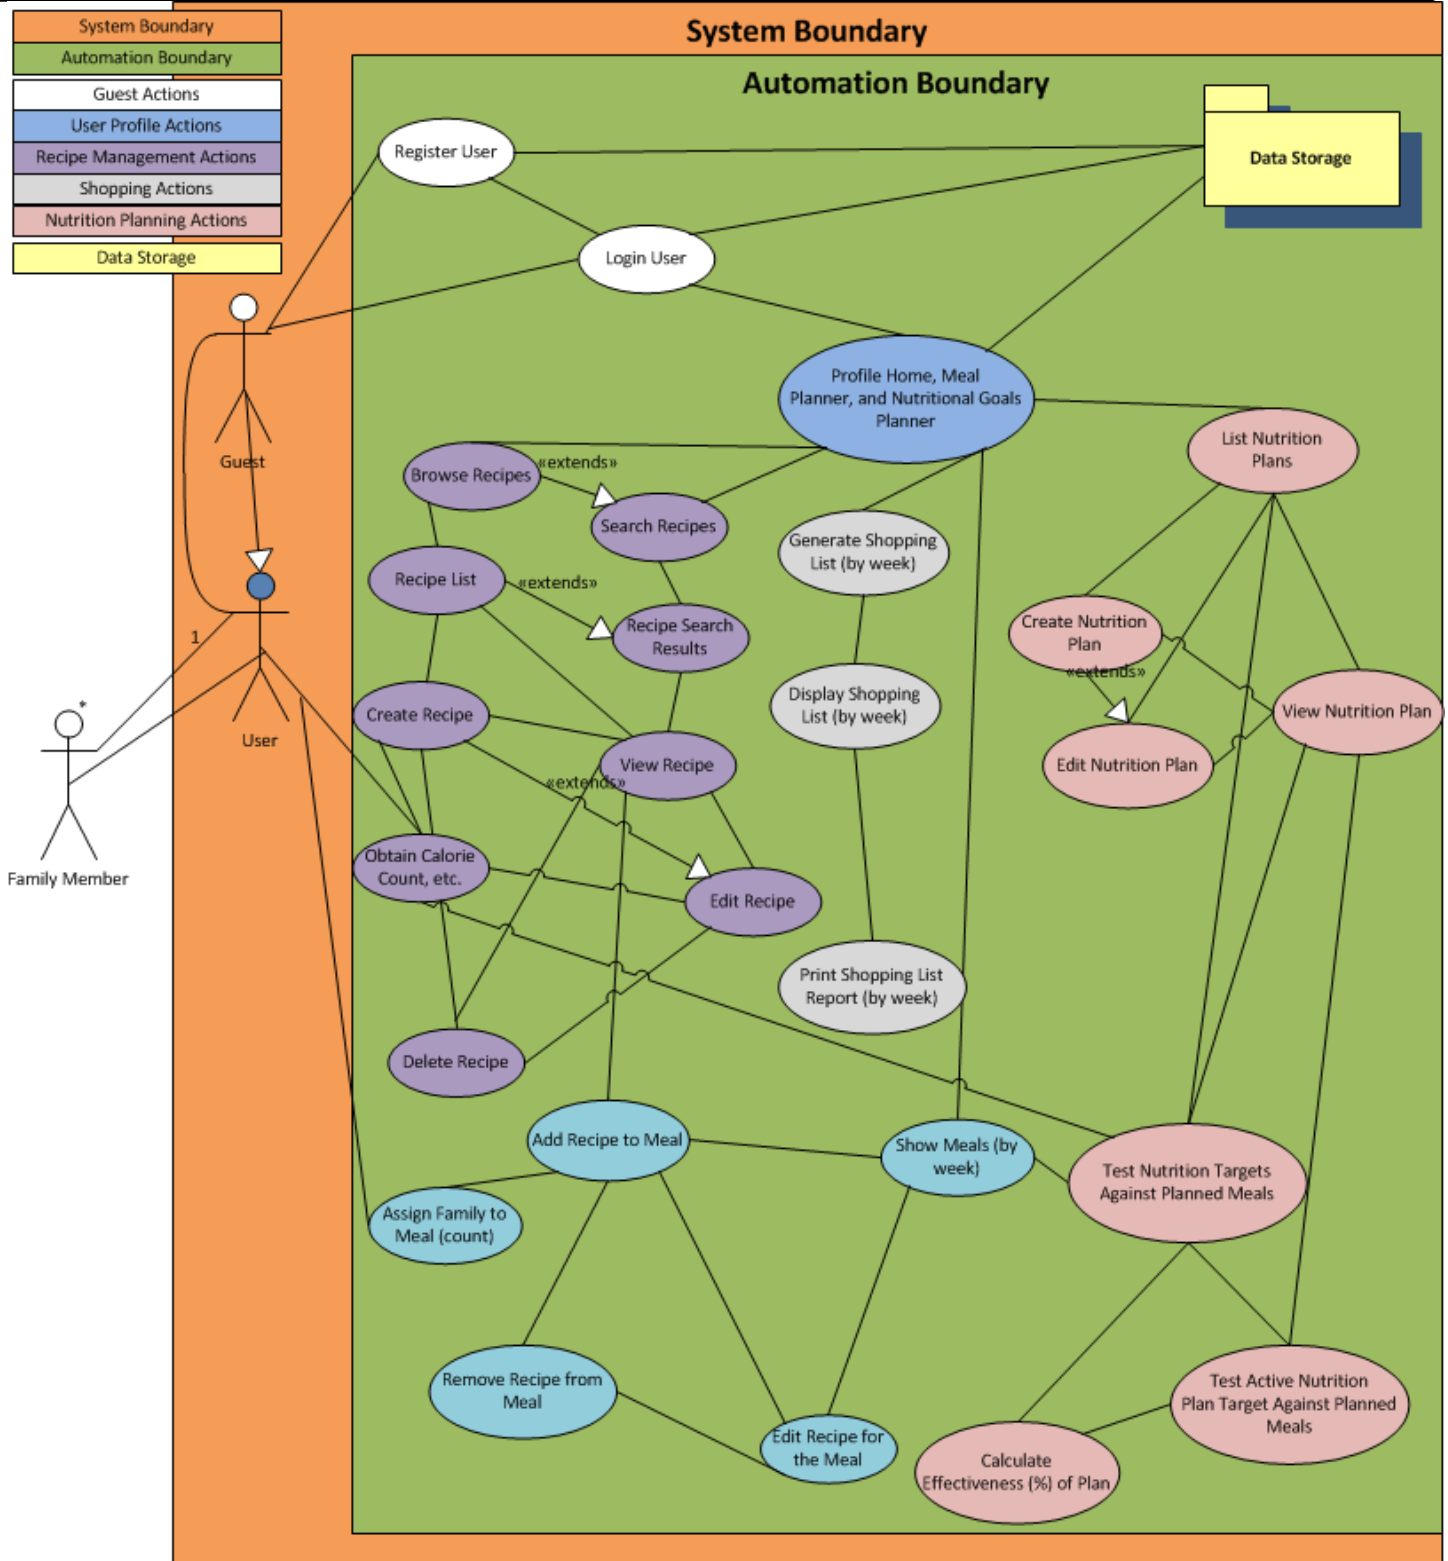 System Boundary
Automation Boundary
Guest Actions
User Profile Actions
Recipe Management Actions
Shopping Actions
Nutrition Planning Actions
Data Storage
System Boundary
Automation Boundary
Data Storage
Register User
Login User
Guest
User
1
*
Family Member
Profile Home, Meal
Planner, and Nutritional Goals
Planner
List Nutrition
Plans
Browse Recipes
«extends»
Search Recipes
Generate Shopping
List (by week)
Recipe List
«extends»
Recipe Search
Results
Create Nutrition
Plan
«extends»
Create Recipe
Display Shopping
List (by week)
View Nutrition Plan
View Recipe
«extends»
Edit Nutrition Plan
Obtain Calorie
Count, etc.
Edit Recipe
Print Shopping List
Report (by week)
Delete Recipe
Add Recipe to Meal
Show Meals (by
week)
Test Nutrition Targets
Against Planned Meals
Assign Family to
Meal (count)
Remove Recipe from
Meal
Edit Recipe for
the Meal
Test Active Nutrition
Plan Target Against Planned
Meals
Calculate
Effectiveness (%) of Plan